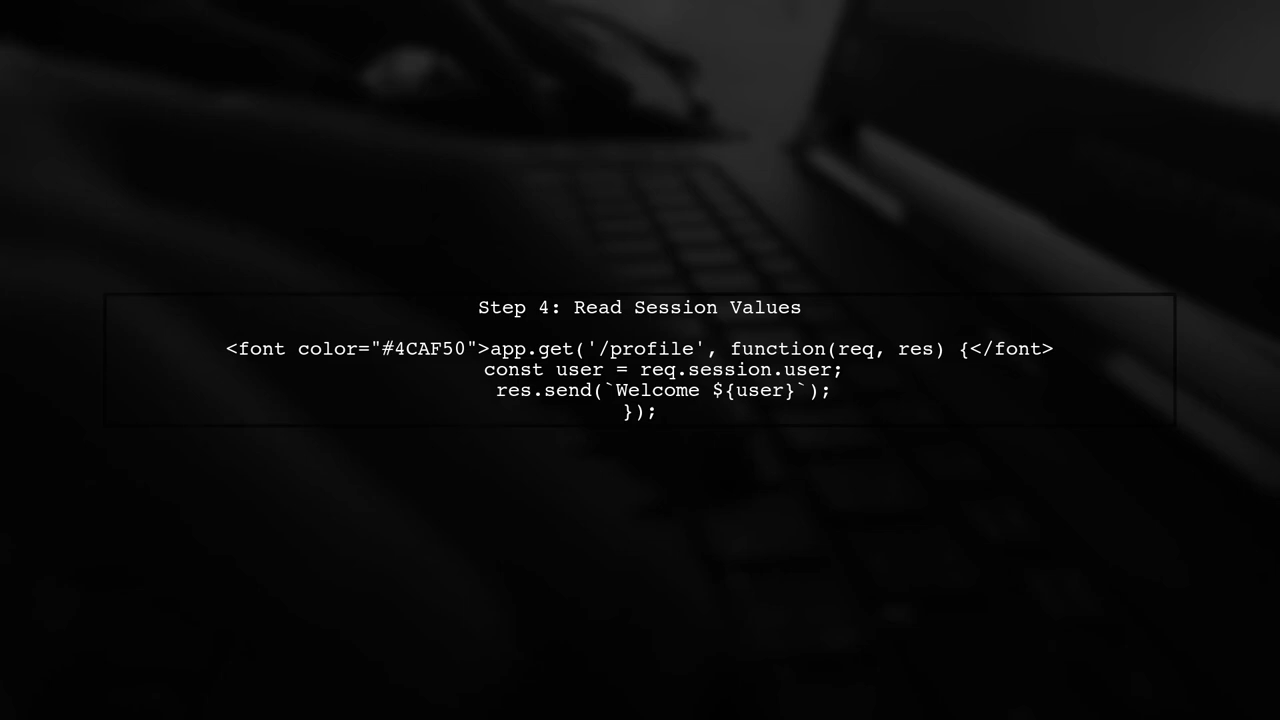 Step 4: Read Session Values
<font color="#4CAF50">app.get('/profile', function(req, res) {</font>
const user = req.session.user;
res.send(`Welcome ${user}`);
});